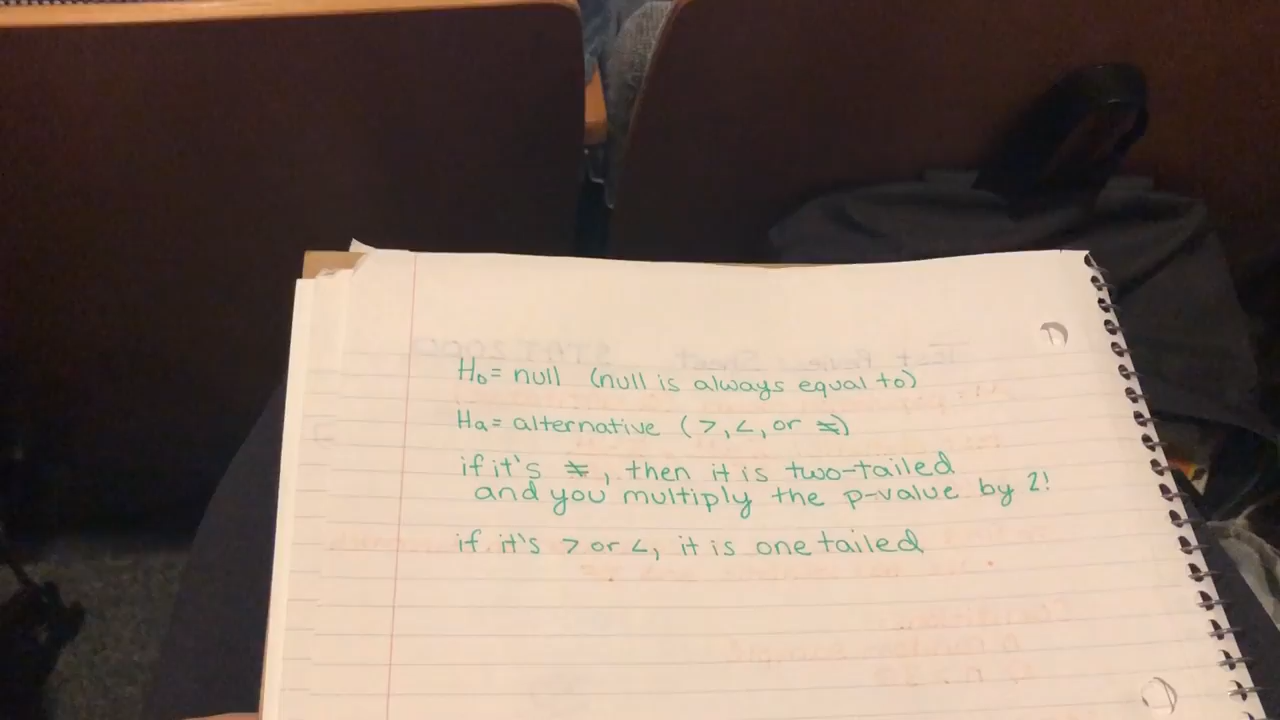 H₀ = null (null is always equal to)
Ha = alternative (>, <, or ≠)
if it's ≠, then it is two-tailed
and you multiply the p-value by 2!
if it's > or <, it is one tailed